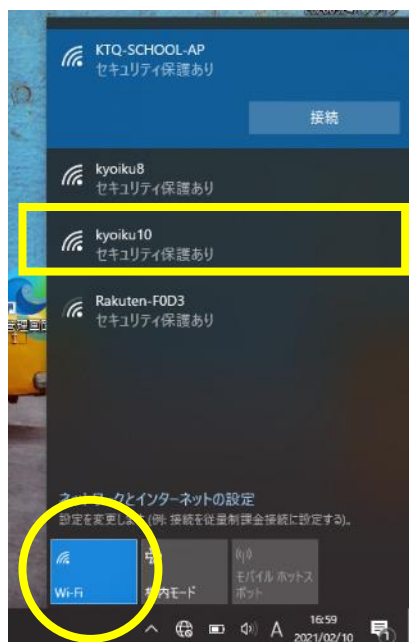 KTQ-SCHOOL-AP
セキュリティ保護あり
接続
kyoiku8
セキュリティ保護あり
kyoiku10
セキュリティ保護あり
Rakuten-F0D3
セキュリティ保護あり
ネットワークとインターネットの設定
設定を変更します (例: 接続を従量制課金接続に設定する)。
Wi-Fi
機内モード
モバイル ホットス
ポット
A
16:59
2021/02/10
1